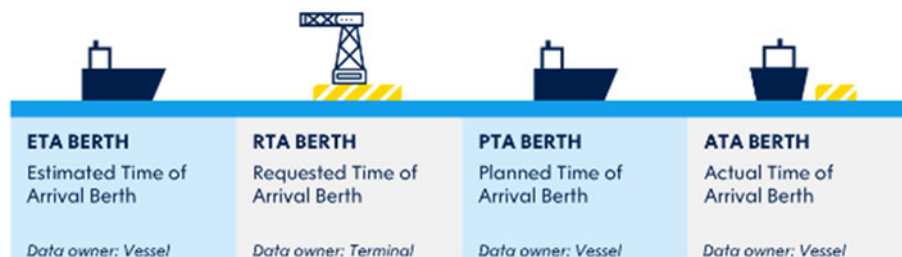 ETA BERTH
Estimated Time of
Arrival Berth
Data owner: Vessel
RTA BERTH
Requested Time of
Arrival Berth
Data owner: Terminal
PTA BERTH
Planned Time of
Arrival Berth
Data owner: Vessel
ATA BERTH
Actual Time of
Arrival Berth
Data owner: Vessel